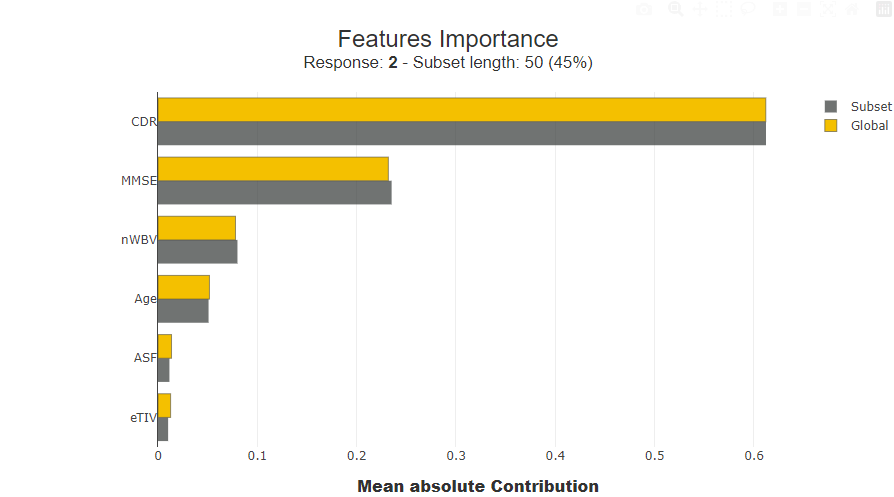 Features Importance
Response: 2 - Subset length: 50 (45%)
Subset
Global
CDR
MMSE
nWBV
Age
ASF
eTIV
0 0.1 0.2 0.3 0.4 0.5 0.6
Mean absolute Contribution